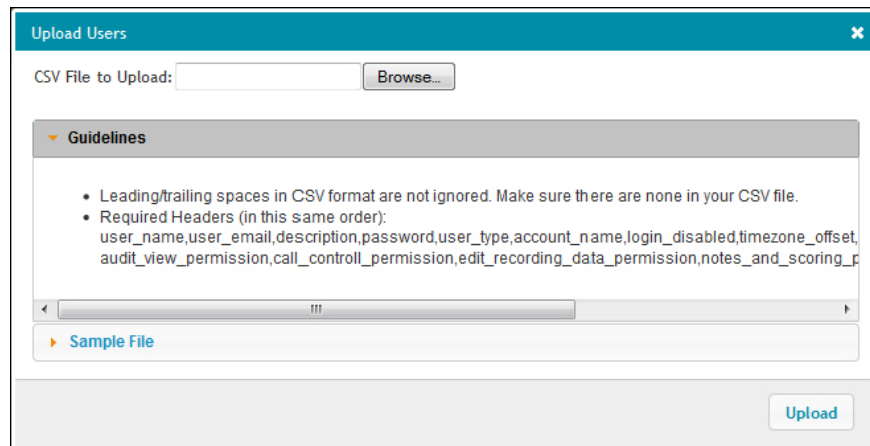 Upload Users
CSV File to Upload:
Browse...
Guidelines
• Leading/trailing spaces in CSV format are not ignored. Make sure there are none in your CSV file.
• Required Headers (in this same order):
user_name,user_email,description,password,user_type,account_name,login_disabled,timezone_offset,
audit_view_permission,call_controll_permission,edit_recording_data_permission,notes_and_scoring_p
Sample File
Upload